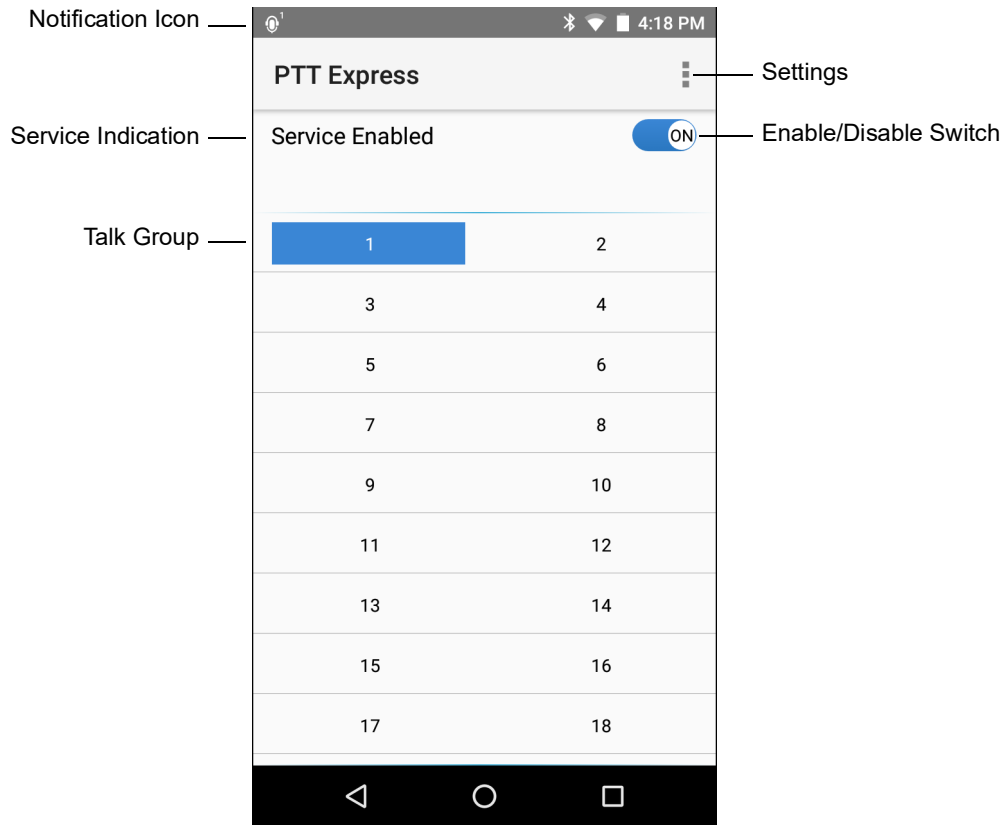 Notification Icon
1
4:18 PM
PTT Express
Settings
Service Indication
Service Enabled
ON
Enable/Disable Switch
Talk Group
1 2
3 4
5 6
7 8
9 10
11 12
13 14
15 16
17 18